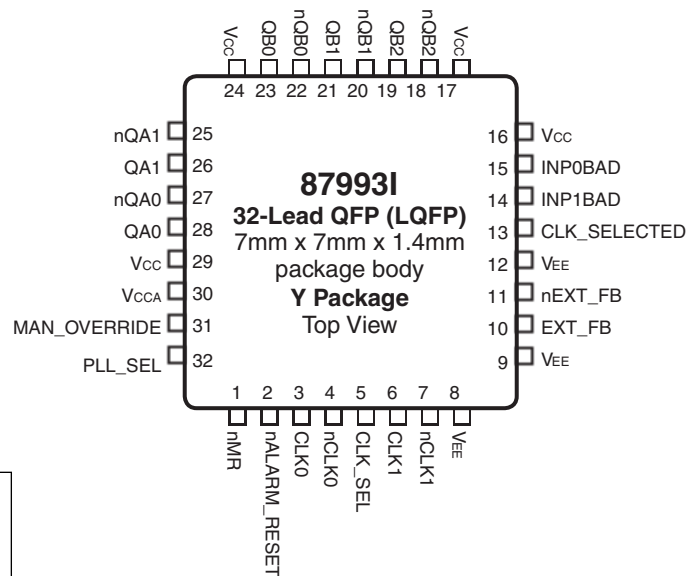 Vcc QB0 nQB0 QB1 nQB1 QB2 nQB2 Vcc
24 23 22 21 20 19 18 17
nQA1 25
QA1 26
nQA0 27
QA0 28
Vcc 29
VCCA 30
MAN_OVERRIDE 31
PLL_SEL 32
87993I
32-Lead QFP (LQFP)
7mm x 7mm x 1.4mm
package body
Y Package
Top View
16 Vcc
15 INP0BAD
14 INP1BAD
13 CLK_SELECTED
12 VEE
11 nEXT_FB
10 EXT_FB
9 VEE
1 2 3 4 5 6 7 8
nMR nALARM_RESET CLK0 nCLK0 CLK_SEL CLK1 nCLK1 VEE